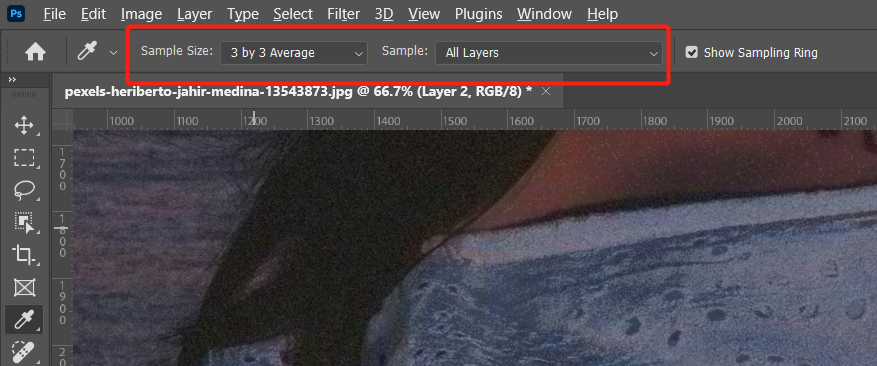 Ps File Edit Image Layer Type Select Filter 3D View Plugins Window Help
Sample Size: 3 by 3 Average Sample: All Layers Show Sampling Ring
pexels-heriberto-jahir-medina-13543873.jpg @ 66.7% (Layer 2, RGB/8) * ×
1000 1100 1200 1300 1400 1500 1600 1700 1800 1900 2000 2100
1700
1800
1900
20